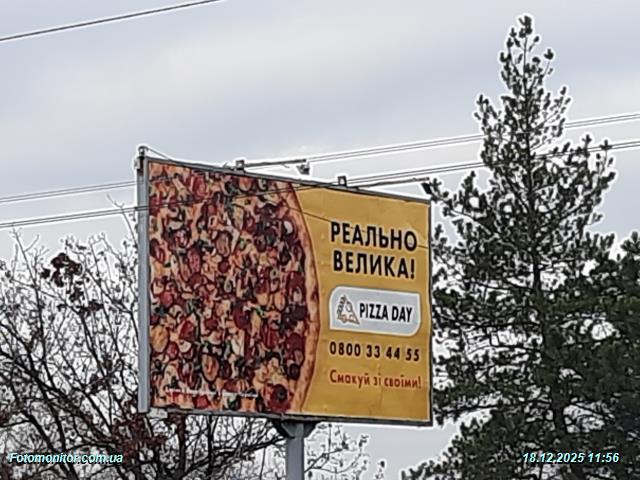 РЕАЛЬНО
ВЕЛИКА!
PIZZA DAY
0800 33 44 55
Смакуй зі своїми!
Fotomonitor.com.ua
18.12.2025 11:56